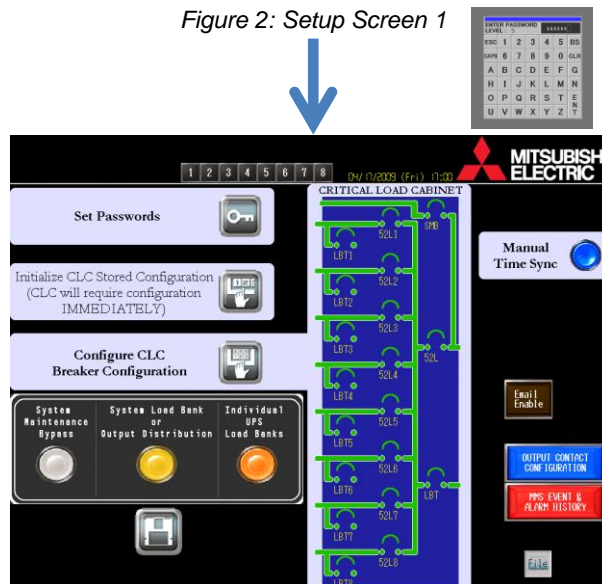 Figure 2: Setup Screen 1
ENTER PASSWORD
LEVEL : 5 ******
ESC 1 2 3 4 5 BS
CAPS 6 7 8 9 0 CLR
A B C D E F G
H I J K L M N
O P Q R S T ENT
U V W X Y Z
MITSUBISH
ELECTRIC
1 2 3 4 5 6 7 8
04/17/2009 (Fri) 17:00
CRITICAL LOAD CABINET
Set Passwords
Initialize CLC Stored Configuration
(CLC will require configuration
IMMEDIATELY)
Configure CLC
Breaker Configuration
System
Maintenance
Bypass
System Load Bank
or
Output Distribution
Individual
UPS
Load Banks
SMB
52L1
LBT1
52L2
LBT2
52L3
LBT3
52L
52L4
LBT4
52L5
LBT5
52L6
LBT6
LBT
52L7
LBT7
52L8
LBT8
Manual
Time Sync
Email
Enable
OUTPUT CONTACT
CONFIGURATION
MMS EVENT &
ALARM HISTORY
File